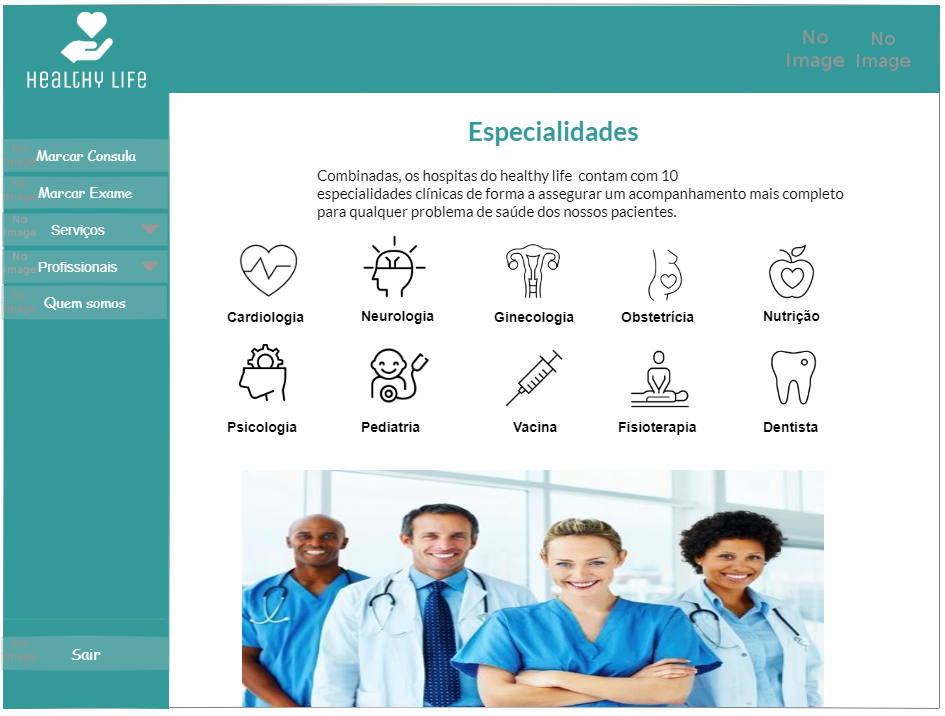 HEALTHY LIFE
No
Image
No
Image
No
Image
Marcar Consula
No
Image
Marcar Exame
No
Image
Serviços
No
Image
Profissionais
No
Image
Quem somos
No
Image
Sair
Especialidades
Combinadas, os hospitas do healthy life contam com 10
especialidades clínicas de forma a assegurar um acompanhamento mais completo
para qualquer problema de saúde dos nossos pacientes.
Cardiologia
Neurologia
Ginecologia
Obstetrícia
Nutrição
Psicologia
Pediatria
Vacina
Fisioterapia
Dentista